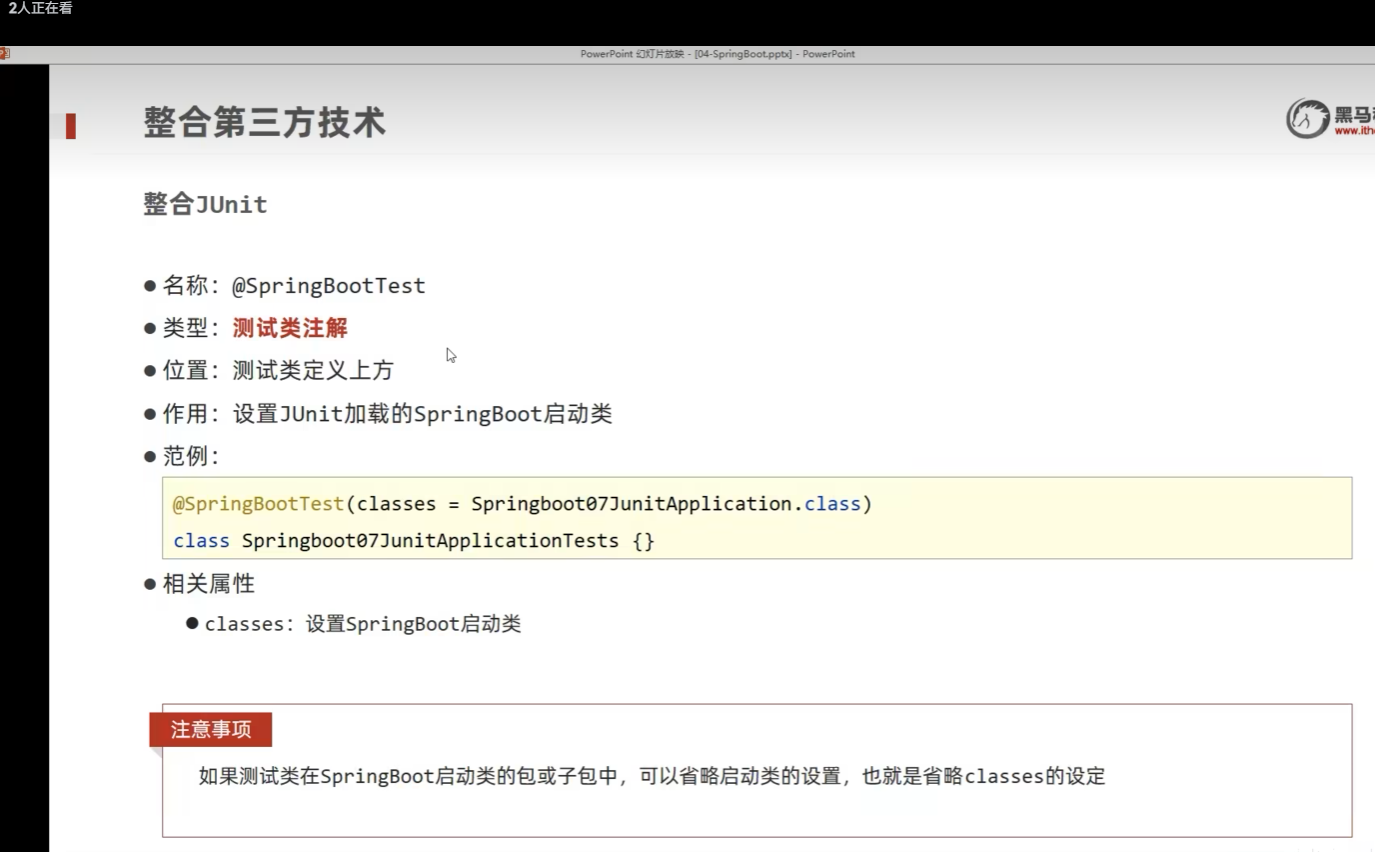 2人正在看
PowerPoint 幻灯片放映 - [04-SpringBoot.pptx] - PowerPoint
整合第三方技术
黑马
www.ith
整合JUnit
● 名称：@SpringBootTest
● 类型：测试类注解
● 位置：测试类定义上方
● 作用：设置JUnit加载的SpringBoot启动类
● 范例：
@SpringBootTest(classes = Springboot07JunitApplication.class)
class Springboot07JunitApplicationTests {}
● 相关属性
● classes：设置SpringBoot启动类
注意事项
如果测试类在SpringBoot启动类的包或子包中，可以省略启动类的设置，也就是省略classes的设定